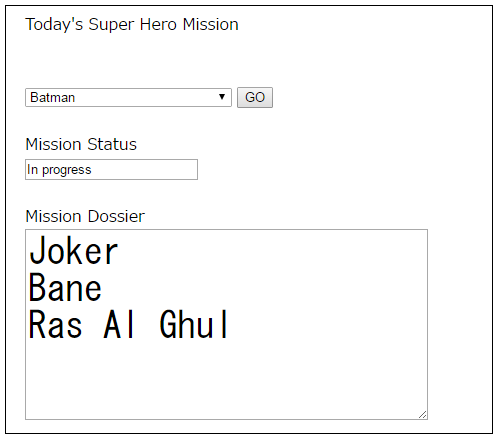 Today's Super Hero Mission
Batman
GO
Mission Status
In progress
Mission Dossier
Joker
Bane
Ras Al Ghul